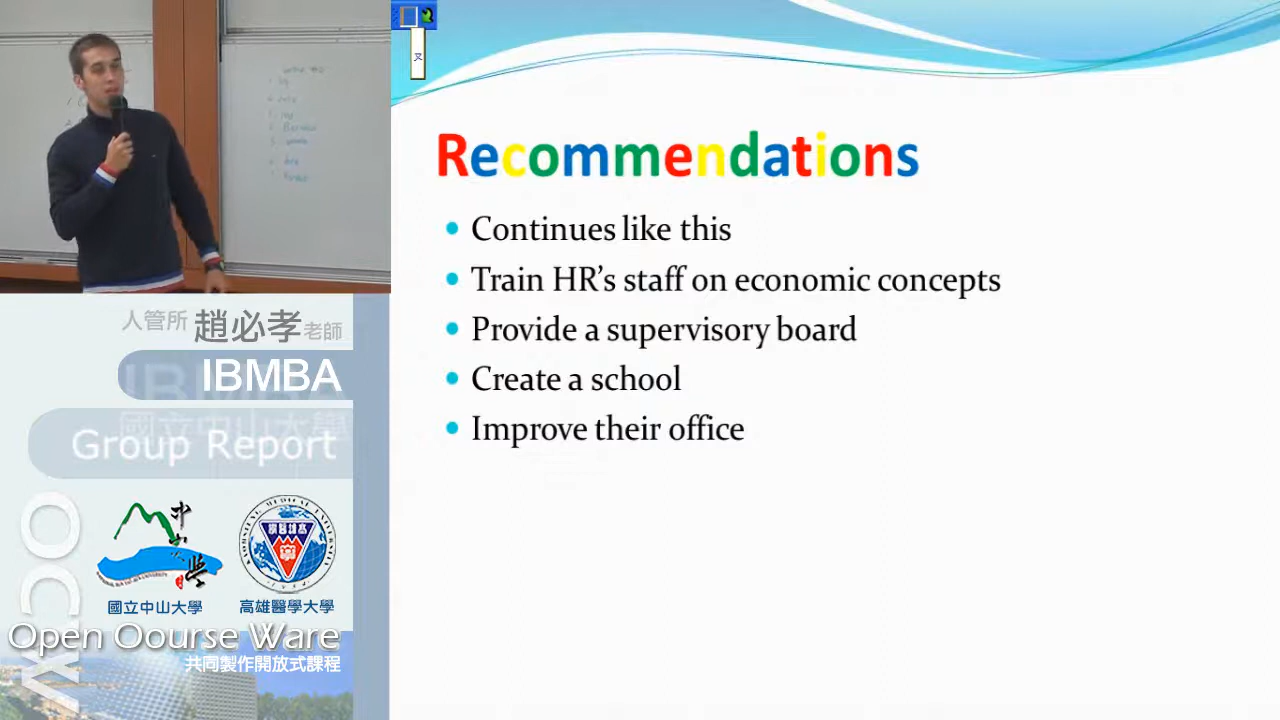 Recommendations
Continues like this
Train HR’s staff on economic concepts
Provide a supervisory board
Create a school
Improve their office
人管所 趙必孝老師
IBMBA
Group Report
OCW
國立中山大學
高雄醫學大學
Open Oourse Ware
共同製作開放式課程